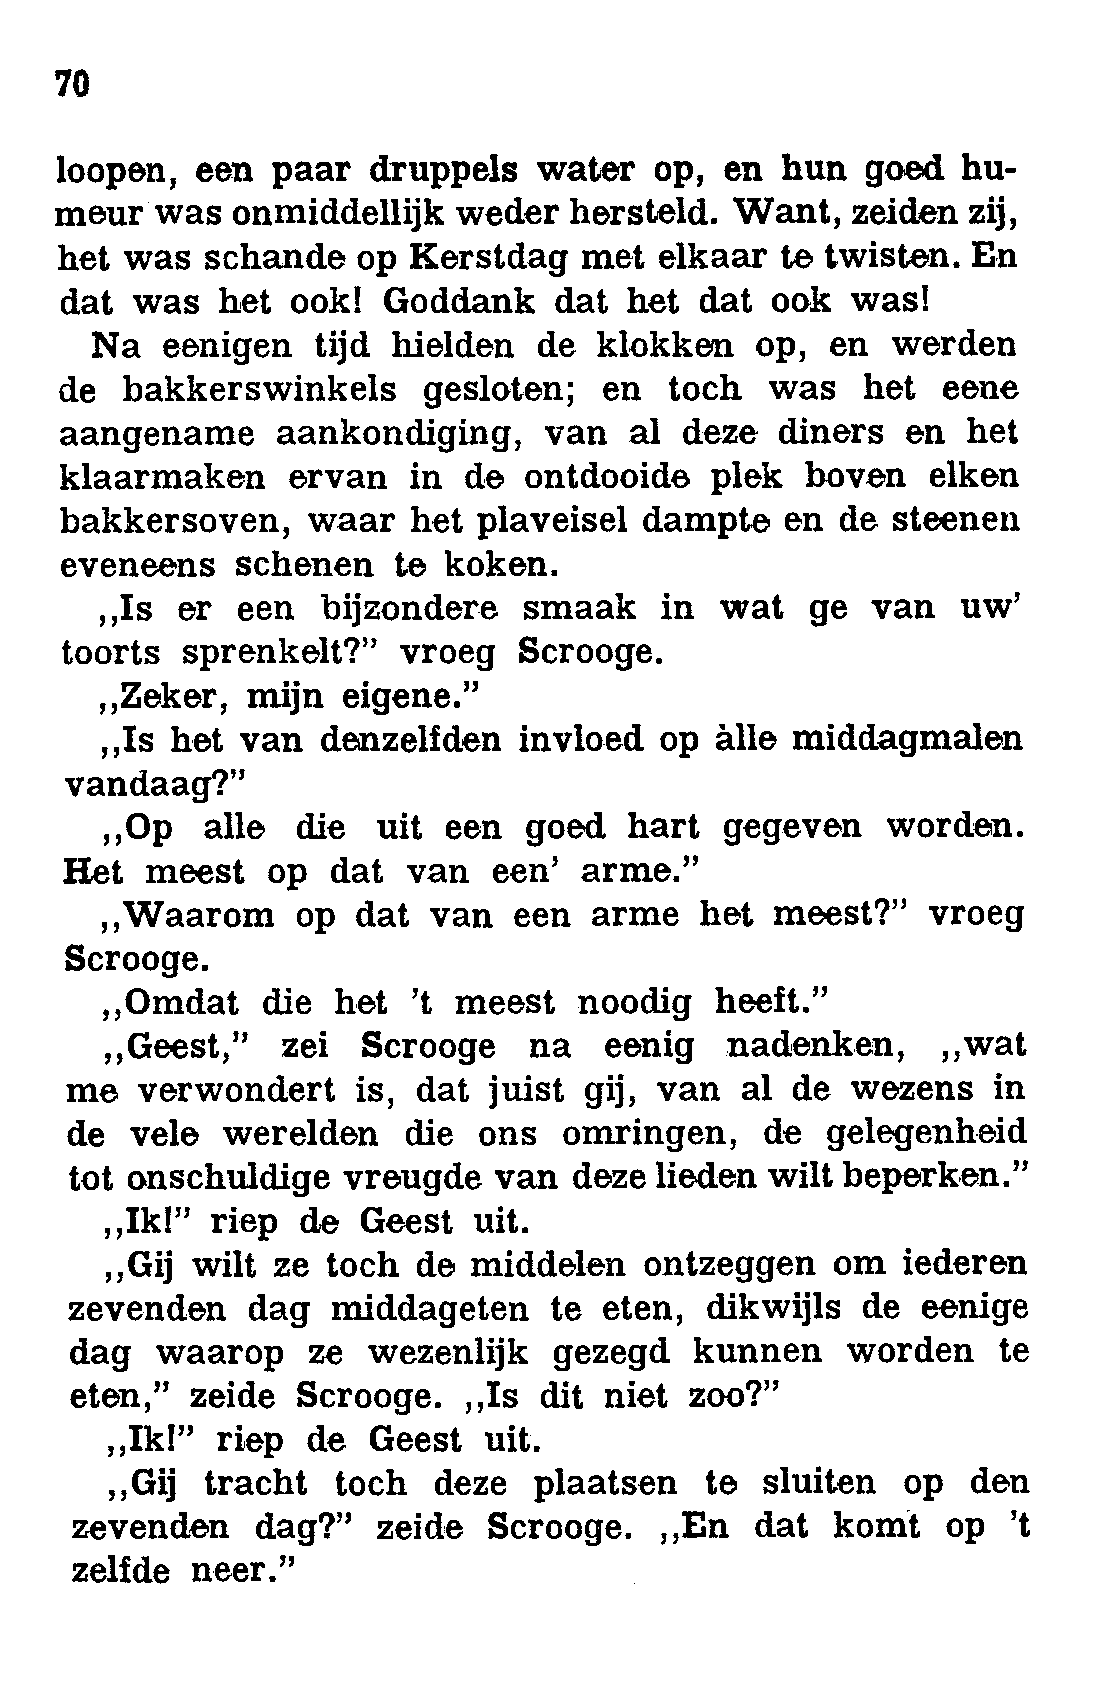 70
loopen, een paar druppels water op, en hun goed hu-
meur was onmiddellijk weder hersteld. Want, zeiden zij,
het was schande op Kerstdag met elkaar te twisten. En
dat was het ook! Goddank dat het dat ook was!
Na eenigen tijd hielden de klokken op, en werden
de bakkerswinkels gesloten; en toch was het eene
aangename aankondiging, van al deze diners en het
klaarmaken ervan in de ontdooide plek boven elken
bakkersoven, waar het plaveisel dampte en de steenen
eveneens schenen te koken.
,,Is er een bijzondere smaak in wat ge van uw'
toorts sprenkelt?" vroeg Scrooge.
,,Zeker, mijn eigene."
,,Is het van denzelfden invloed op àlle middagmalen
vandaag?"
,,Op alle die uit een goed hart gegeven worden.
Het meest op dat van een' arme."
,,Waarom op dat van een arme het meest?" vroeg
Scrooge.
,,Omdat die het 't meest noodig heeft."
,,Geest," zei Scrooge na eenig nadenken, ,,wat
me verwondert is, dat juist gij, van al de wezens in
de vele werelden die ons omringen, de gelegenheid
tot onschuldige vreugde van deze lieden wilt beperken."
,,Ik!" riep de Geest uit.
,,Gij wilt ze toch de middelen ontzeggen om iederen
zevenden dag middageten te eten, dikwijls de eenige
dag waarop ze wezenlijk gezegd kunnen worden te
eten," zeide Scrooge. ,,Is dit niet zoo?"
,,Ik!" riep de Geest uit.
,,Gij tracht toch deze plaatsen te sluiten op den
zevenden dag?" zeide Scrooge. ,,En dat komt op 't
zelfde neer."